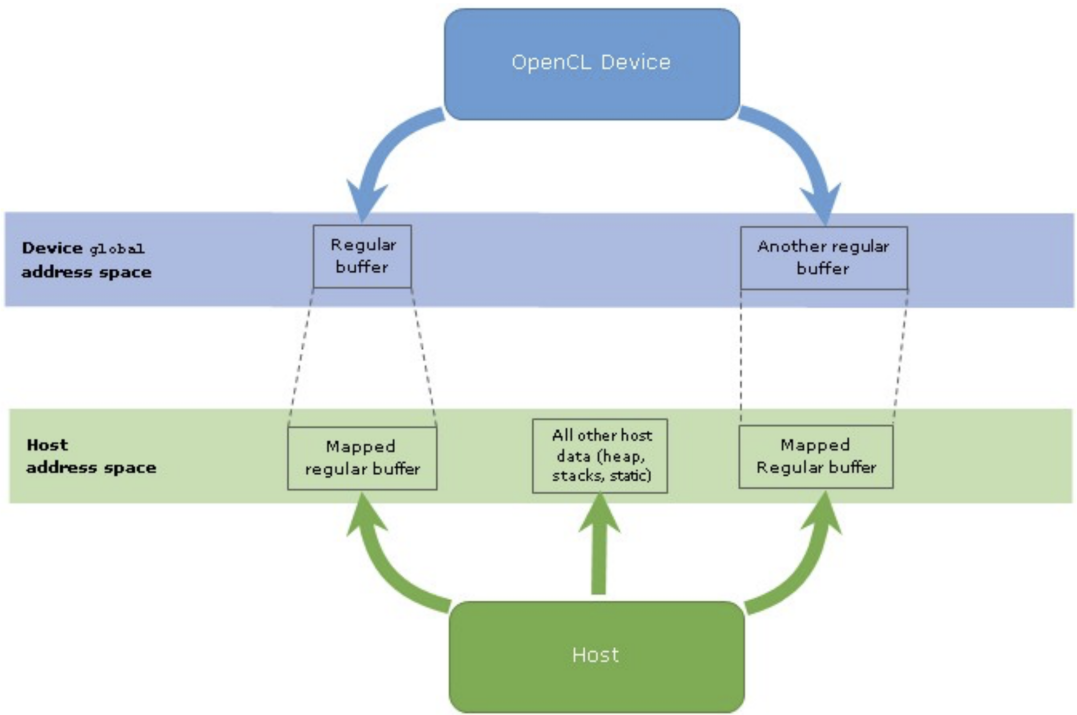 OpenCL Device
Device global
address space
Regular
buffer
Another regular
buffer
Host
address space
Mapped
regular buffer
All other host
data (heap,
stacks, static)
Mapped
Regular buffer
Host